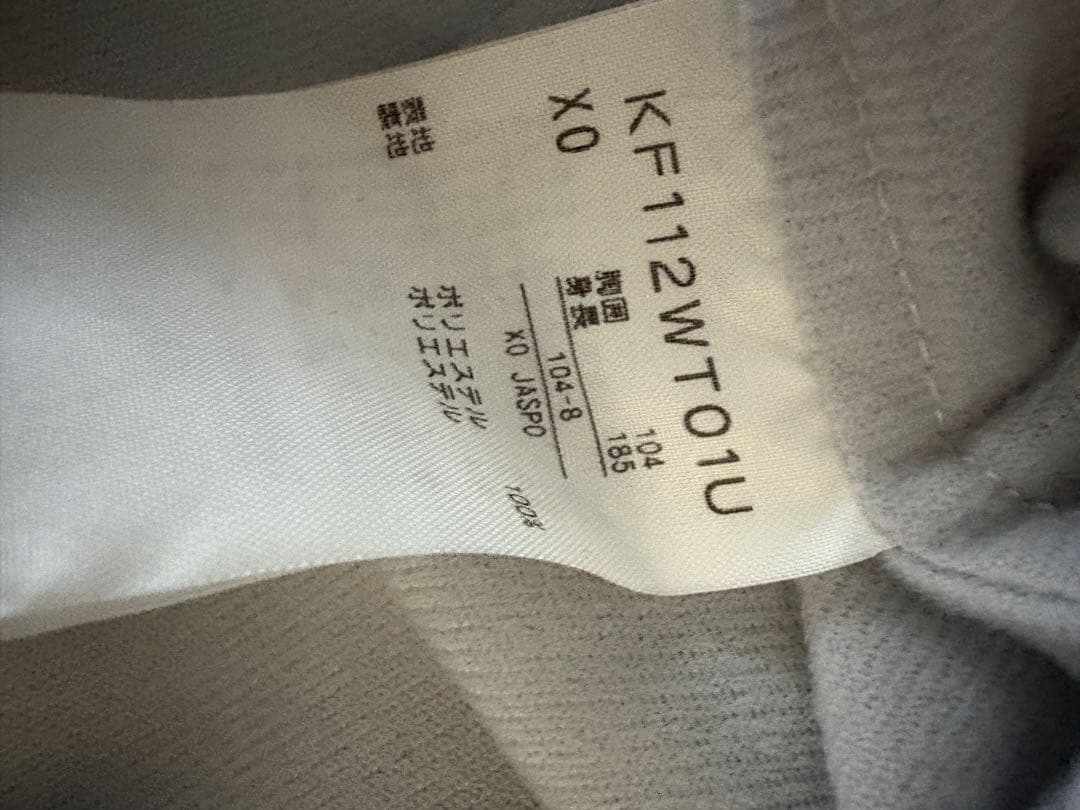 KF112WT01U
XO
胸囲 104
身長 185
104-8
XO JASPO
表地 ポリエステル 100%
裏地 ポリエステル